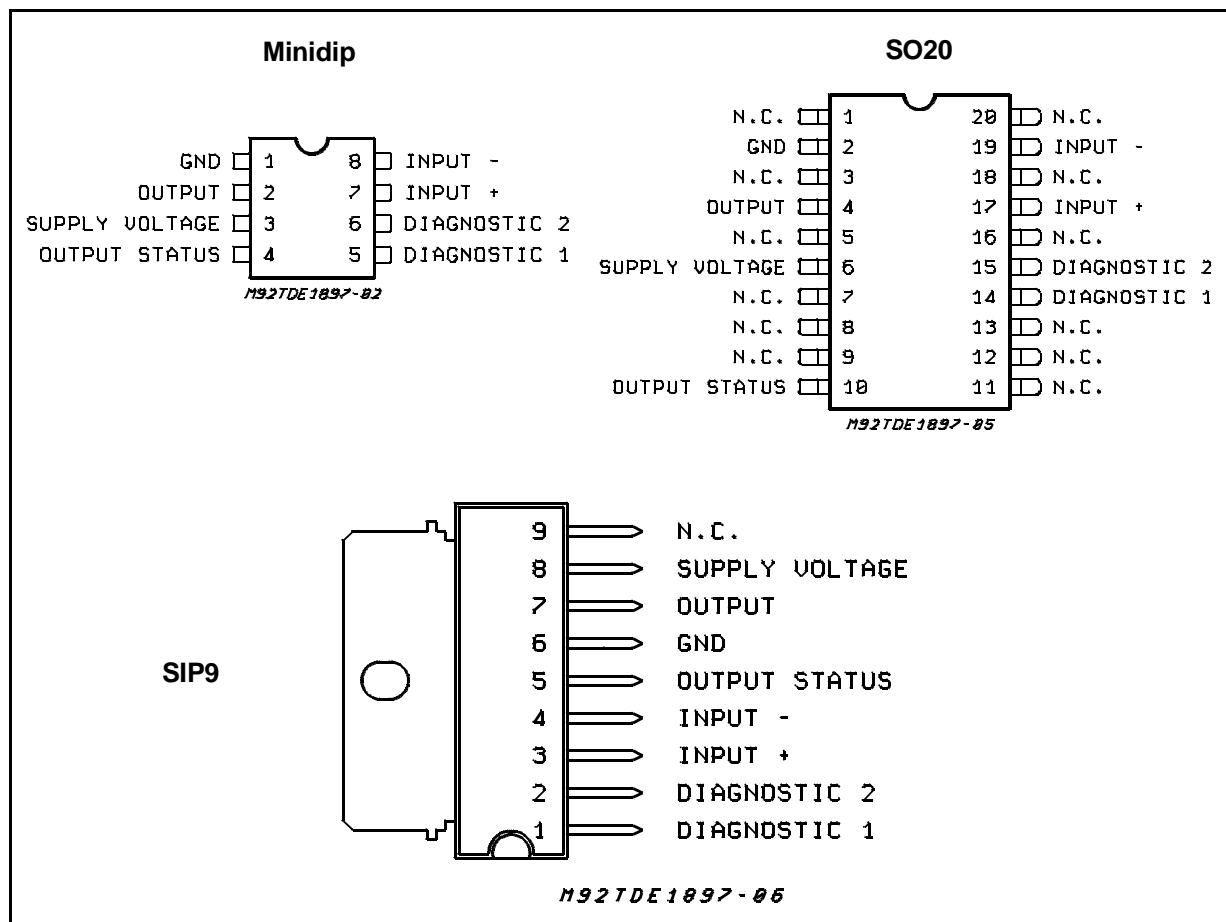 Minidip
GND 1 8 INPUT -
OUTPUT 2 7 INPUT +
SUPPLY VOLTAGE 3 6 DIAGNOSTIC 2
OUTPUT STATUS 4 5 DIAGNOSTIC 1
M92TDE1897-02
SO20
N.C. 1 20 N.C.
GND 2 19 INPUT -
N.C. 3 18 N.C.
OUTPUT 4 17 INPUT +
N.C. 5 16 N.C.
SUPPLY VOLTAGE 6 15 DIAGNOSTIC 2
N.C. 7 14 DIAGNOSTIC 1
N.C. 8 13 N.C.
N.C. 9 12 N.C.
OUTPUT STATUS 10 11 N.C.
M92TDE1897-05
SIP9
9 N.C.
8 SUPPLY VOLTAGE
7 OUTPUT
6 GND
5 OUTPUT STATUS
4 INPUT -
3 INPUT +
2 DIAGNOSTIC 2
1 DIAGNOSTIC 1
M92TDE1897-06